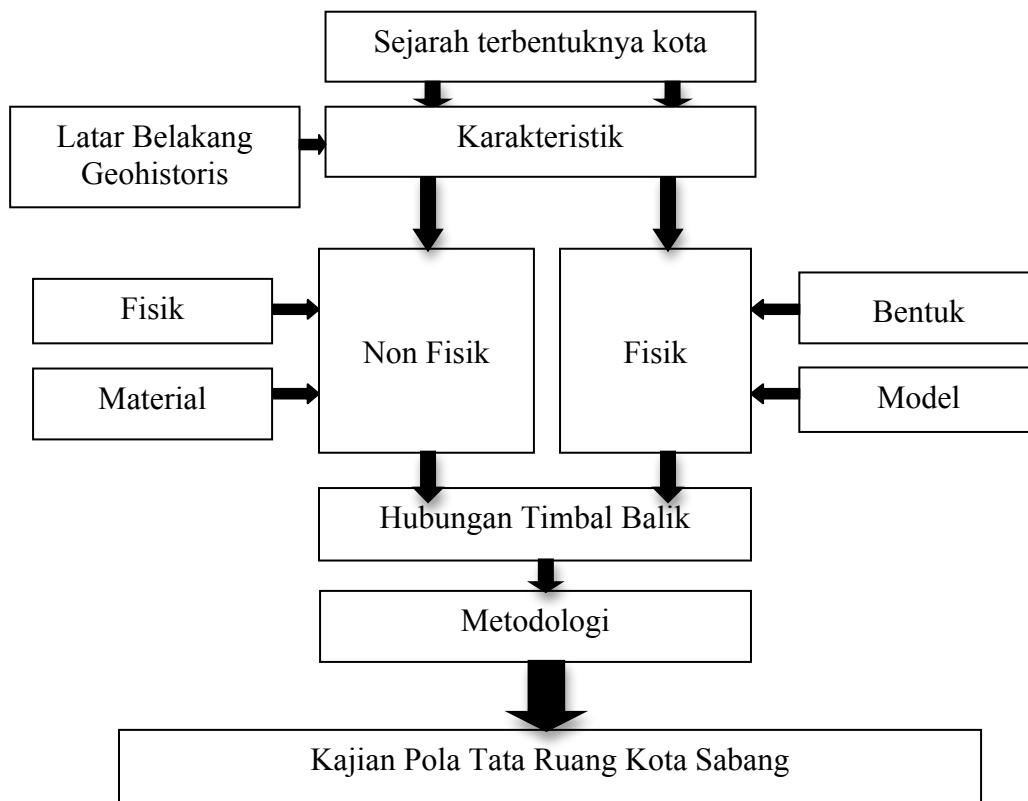 Sejarah terbentuknya kota
Latar Belakang
Geohistoris
Karakteristik
Fisik
Material
Non Fisik
Fisik
Bentuk
Model
Hubungan Timbal Balik
Metodologi
Kajian Pola Tata Ruang Kota Sabang